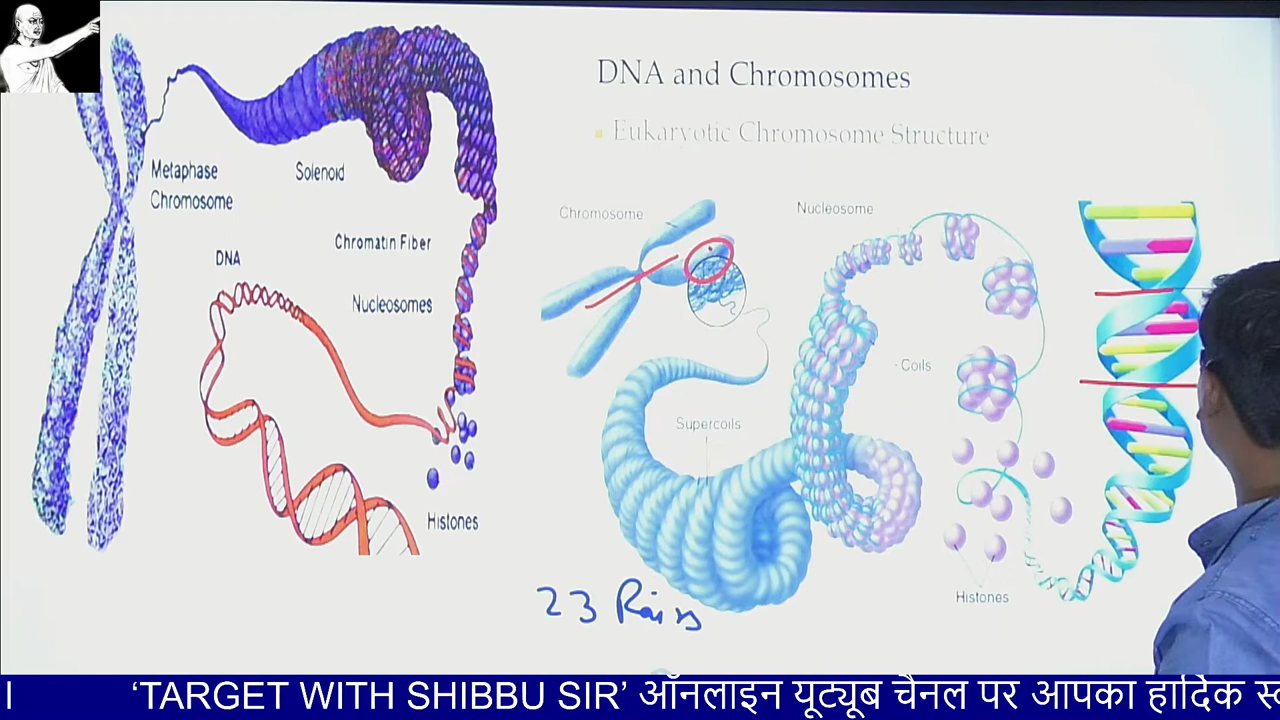 DNA and Chromosomes
Eukaryotic Chromosome Structure
Metaphase
Chromosome
Solenoid
Chromatin Fiber
DNA
Nucleosomes
Histones
Chromosome
Nucleosome
Coils
Supercoils
Histones
23 Pairs
‘TARGET WITH SHIBBU SIR’ ऑनलाइन यूट्यूब चैनल पर आपका हार्दिक